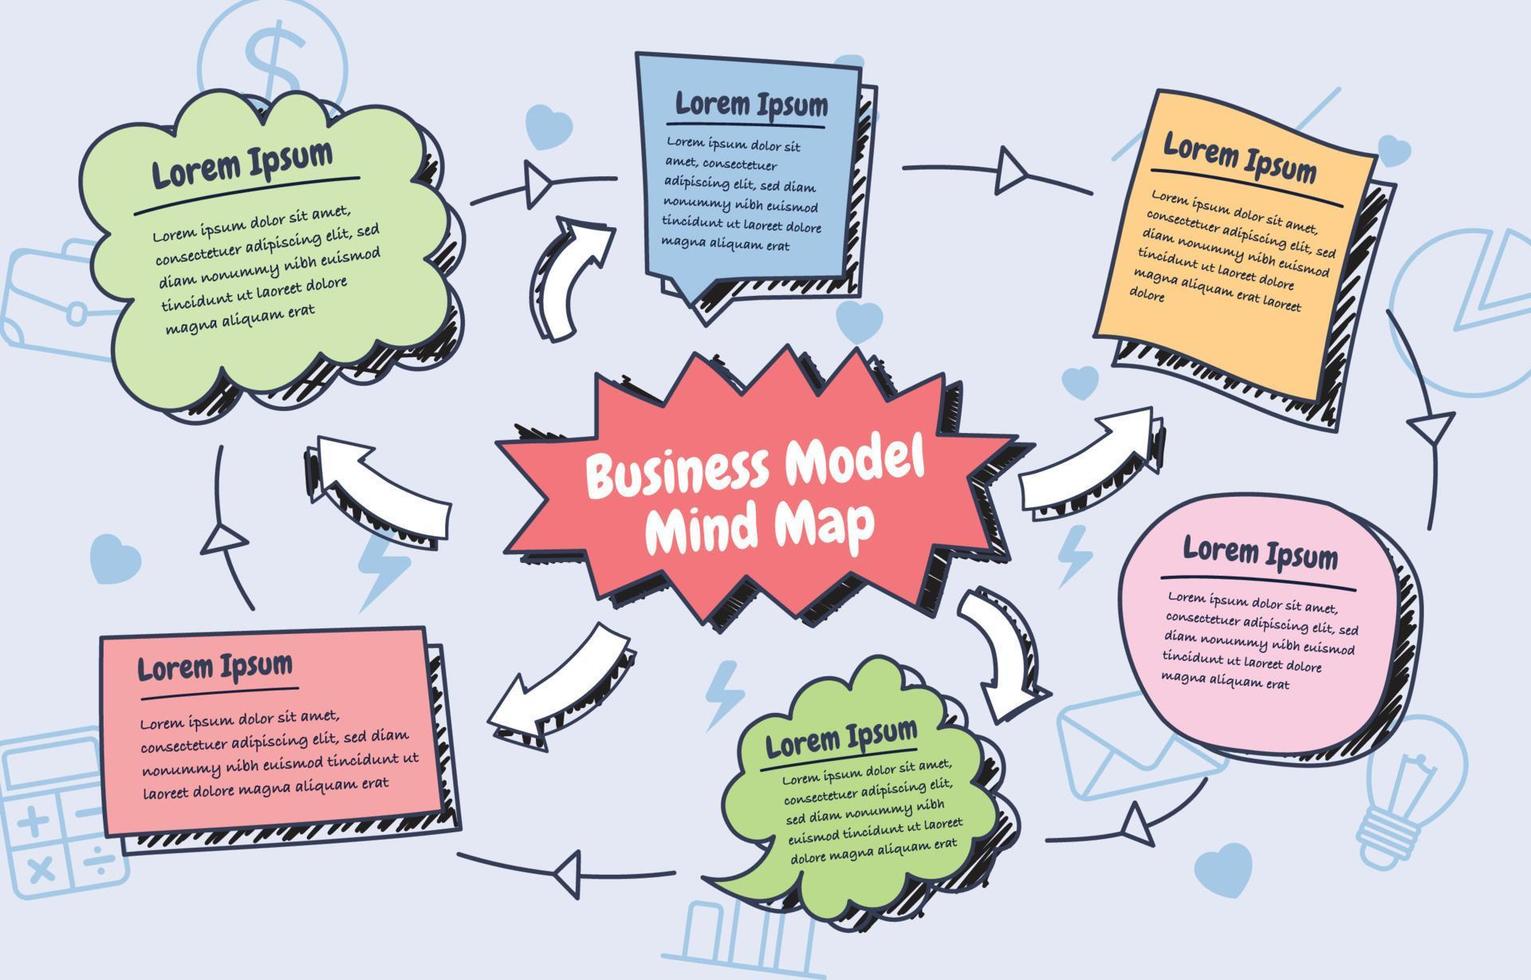 Lorem Ipsum
Lorem ipsum dolor sit amet,
consectetuer adipiscing elit, sed
diam nonummy nibh euismod
tincidunt ut laoreet dolore
magna aliquam erat
Lorem Ipsum
Lorem ipsum dolor sit
amet, consectetuer
adipiscing elit, sed diam
nonummy nibh euismod
tincidunt ut laoreet dolore
magna aliquam erat
Lorem Ipsum
Lorem ipsum dolor sit amet,
consectetuer adipiscing elit, sed
diam nonummy nibh euismod
tincidunt ut laoreet dolore
magna aliquam erat laoreet
dolore
Business Model
Mind Map
Lorem Ipsum
Lorem ipsum dolor sit amet,
consectetuer adipiscing elit, sed
diam nonummy nibh euismod
tincidunt ut laoreet dolore
magna aliquam erat
Lorem Ipsum
Lorem ipsum dolor sit amet,
consectetuer adipiscing elit, sed diam
nonummy nibh euismod tincidunt ut
laoreet dolore magna aliquam erat
Lorem Ipsum
Lorem ipsum dolor sit amet,
consectetuer adipiscing elit,
sed diam nonummy nibh
euismod tincidunt ut laoreet
dolore magna aliquam erat